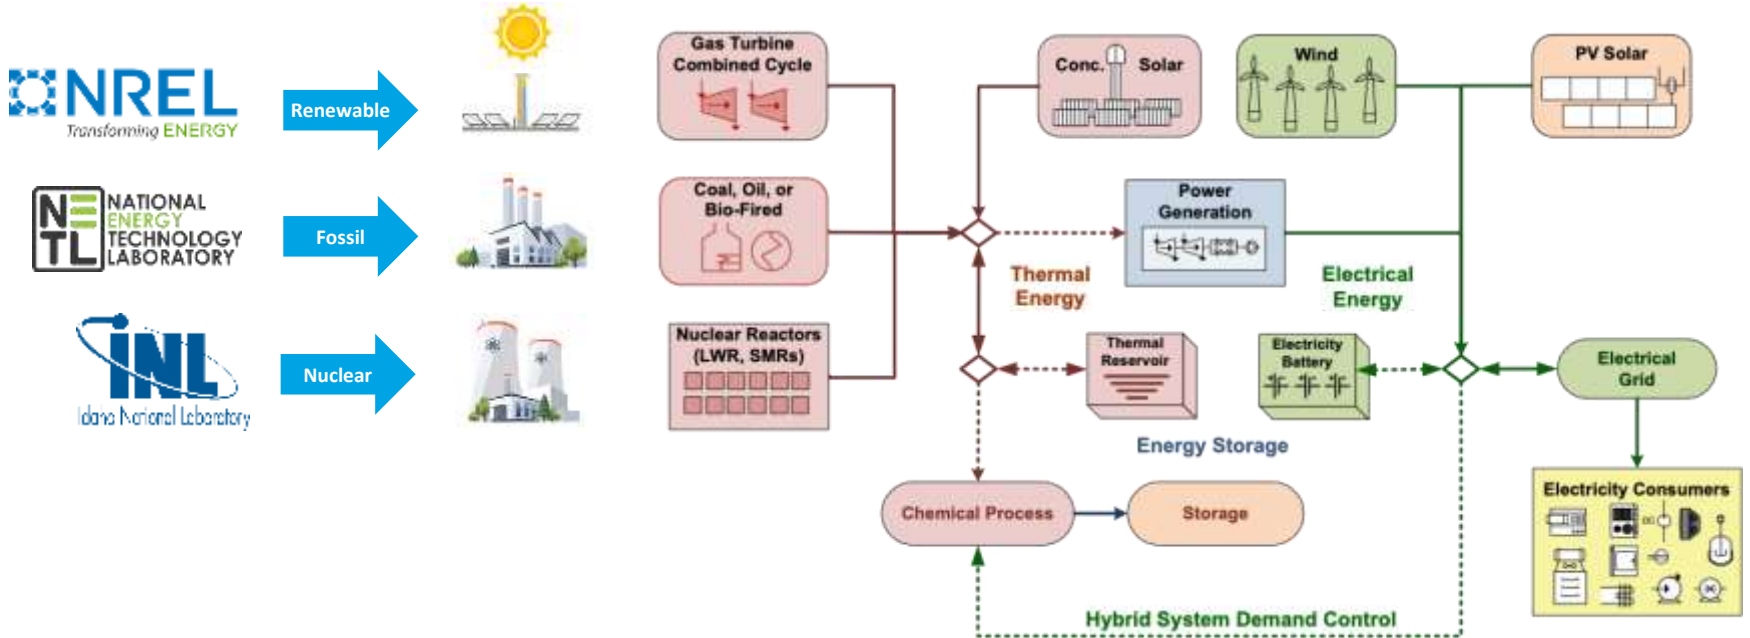 NREL
Transforming ENERGY
Renewable
NATIONAL
ENERGY
TECHNOLOGY
LABORATORY
NE
TL
Fossil
INL
Idaho National Laboratory
Nuclear
Gas Turbine
Combined Cycle
Coal, Oil, or
Bio-Fired
Nuclear Reactors
(LWR, SMRs)
Conc. Solar
Wind
PV Solar
Power
Generation
Thermal
Energy
Electrical
Energy
Thermal
Reservoir
Electricity
Battery
Electrical
Grid
Energy Storage
Chemical Process
Storage
Electricity Consumers
Hybrid System Demand Control